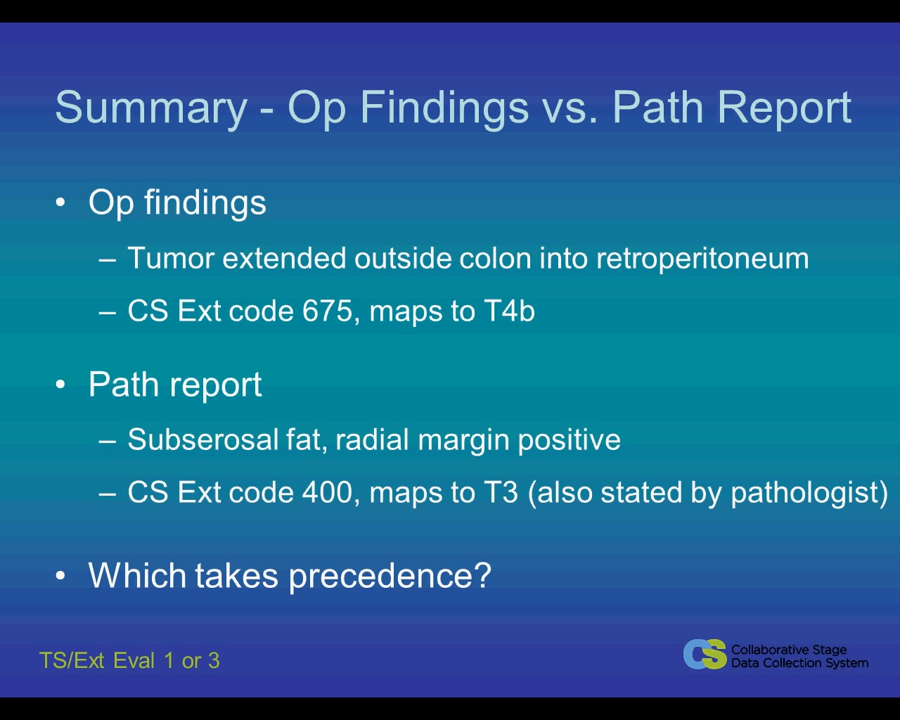 Summary - Op Findings vs. Path Report
• Op findings
– Tumor extended outside colon into retroperitoneum
– CS Ext code 675, maps to T4b
• Path report
– Subserosal fat, radial margin positive
– CS Ext code 400, maps to T3 (also stated by pathologist)
• Which takes precedence?
TS/Ext Eval 1 or 3
CS Collaborative Stage
Data Collection System